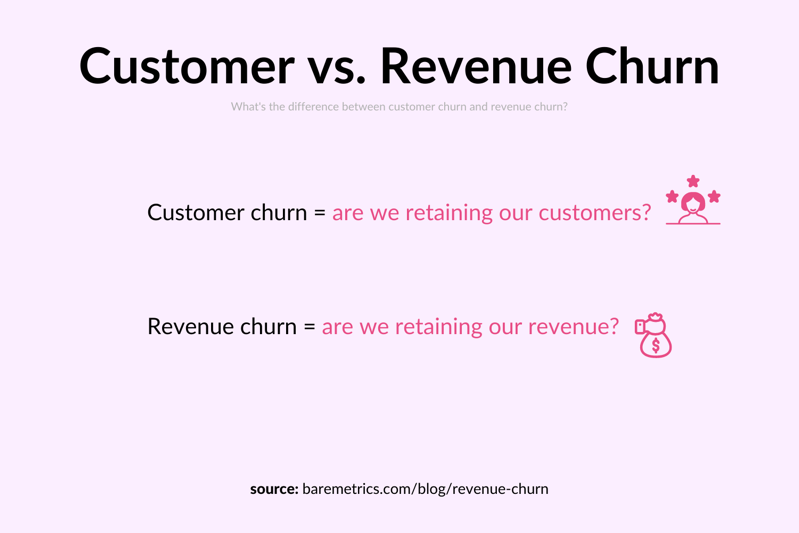 Customer vs. Revenue Churn
What's the difference between customer churn and revenue churn?
Customer churn = are we retaining our customers?
Revenue churn = are we retaining our revenue?
$
source: baremetrics.com/blog/revenue-churn